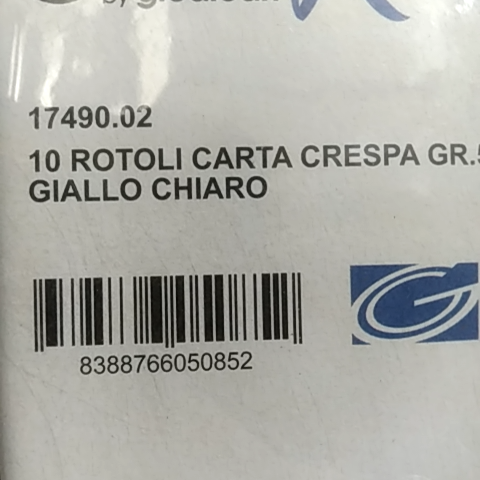 17490.02
10 ROTOLI CARTA CRESPA GR.
GIALLO CHIARO
8388766050852